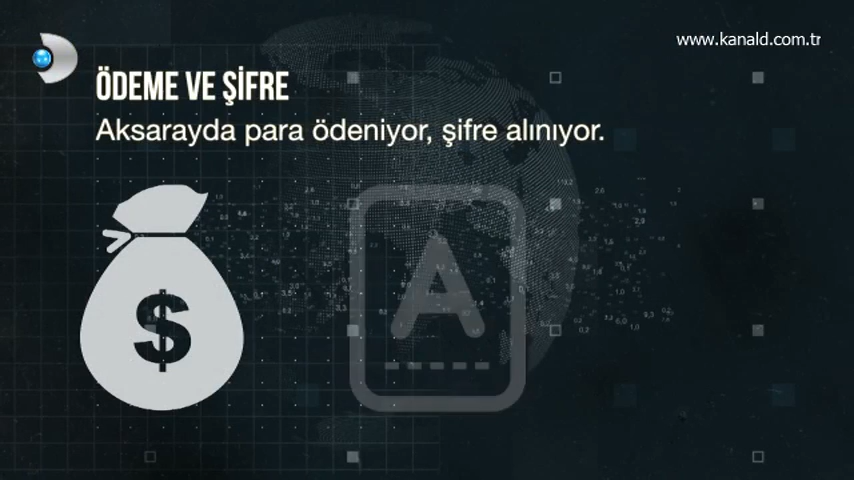 www.kanald.com.tr
ÖDEME VE ŞİFRE
Aksarayda para ödeniyor, şifre alınıyor.
$
A